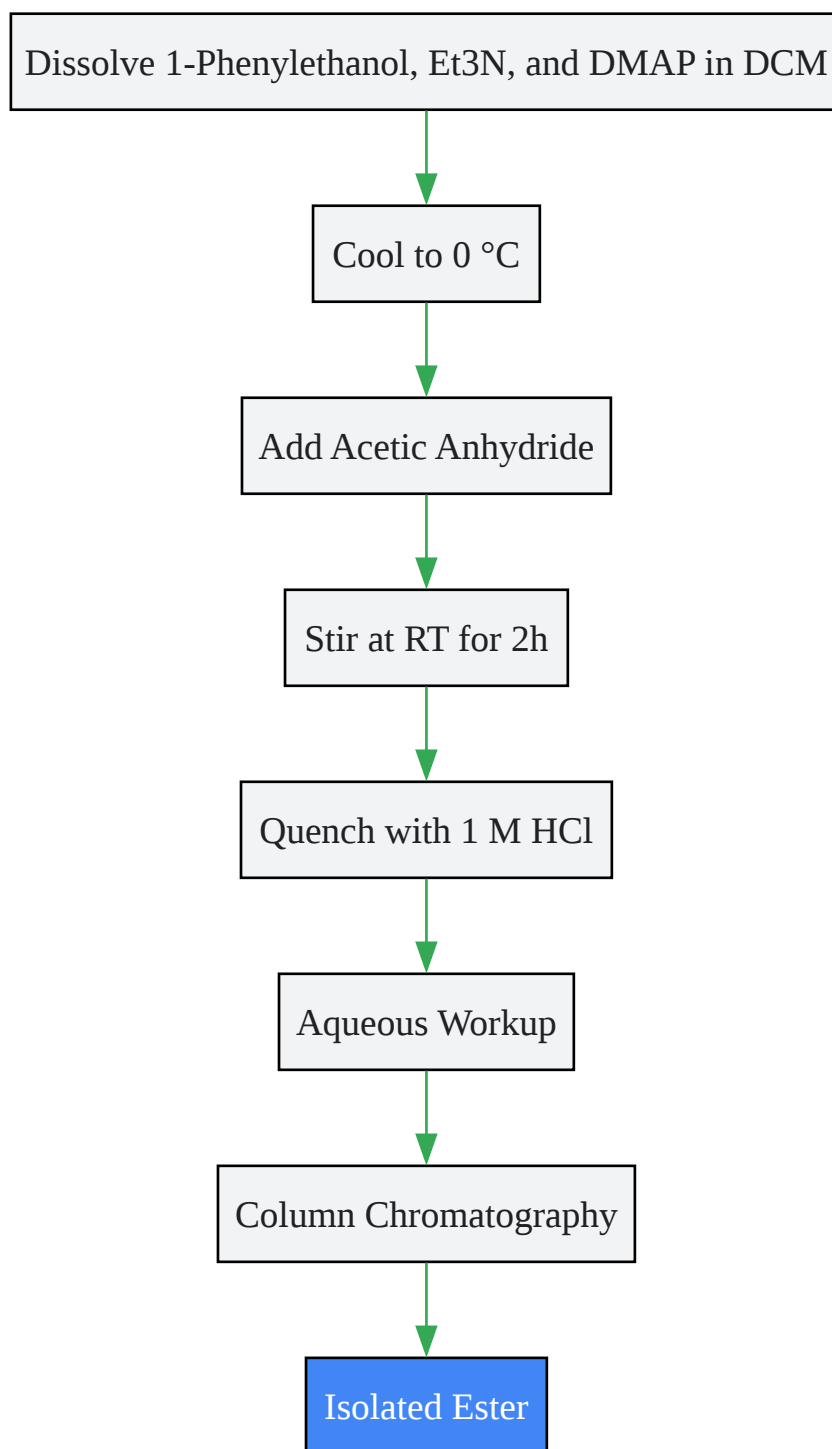 Dissolve 1-Phenylethanol, Et3N, and DMAP in DCM
Cool to 0 °C
Add Acetic Anhydride
Stir at RT for 2h
Quench with 1 M HCl
Aqueous Workup
Column Chromatography
Isolated Ester